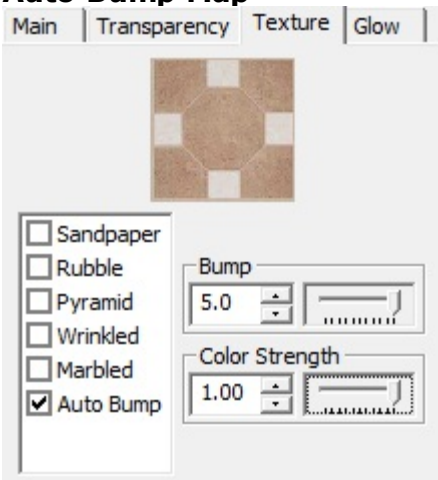 Auto Bump Map
Main Transparency Texture Glow
Sandpaper
Rubble
Pyramid
Wrinkled
Marbled
Auto Bump
Bump
5.0
Color Strength
1.00